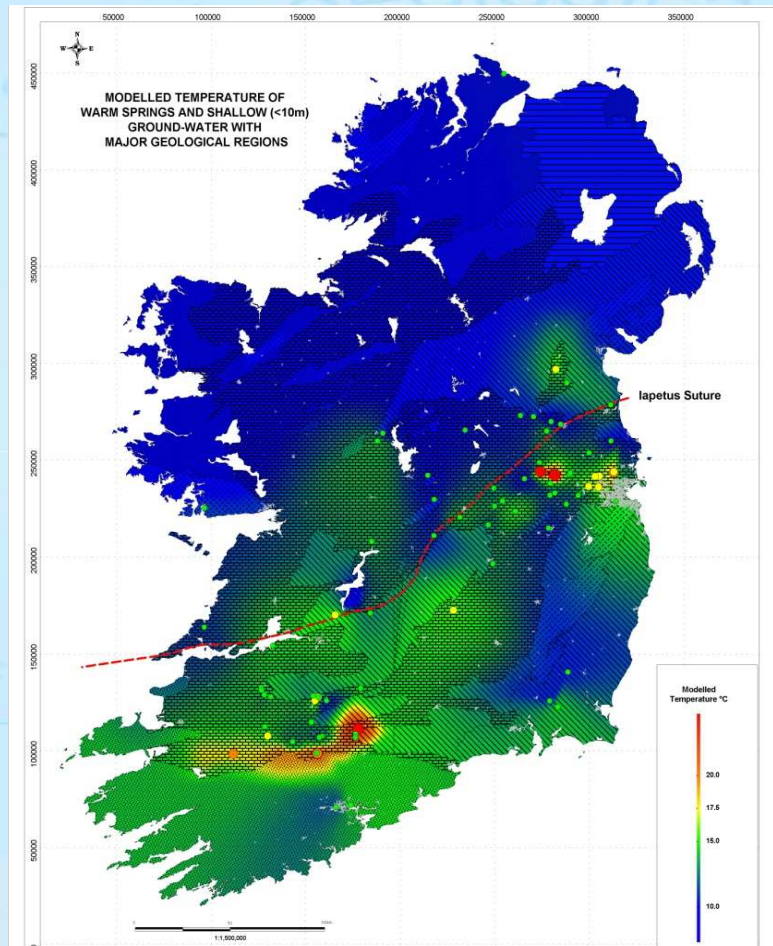 50000 100000 150000 200000 250000 300000 350000
N
W E
S
MODELLED TEMPERATURE OF
WARM SPRINGS AND SHALLOW (<10m)
GROUND-WATER WITH
MAJOR GEOLOGICAL REGIONS
450000
400000
350000
300000
Iapetus Suture
250000
200000
150000
Modelled
Temperature ºC
20.0
17.5
15.0
10.0
100000
50000
0
1:1,500,000